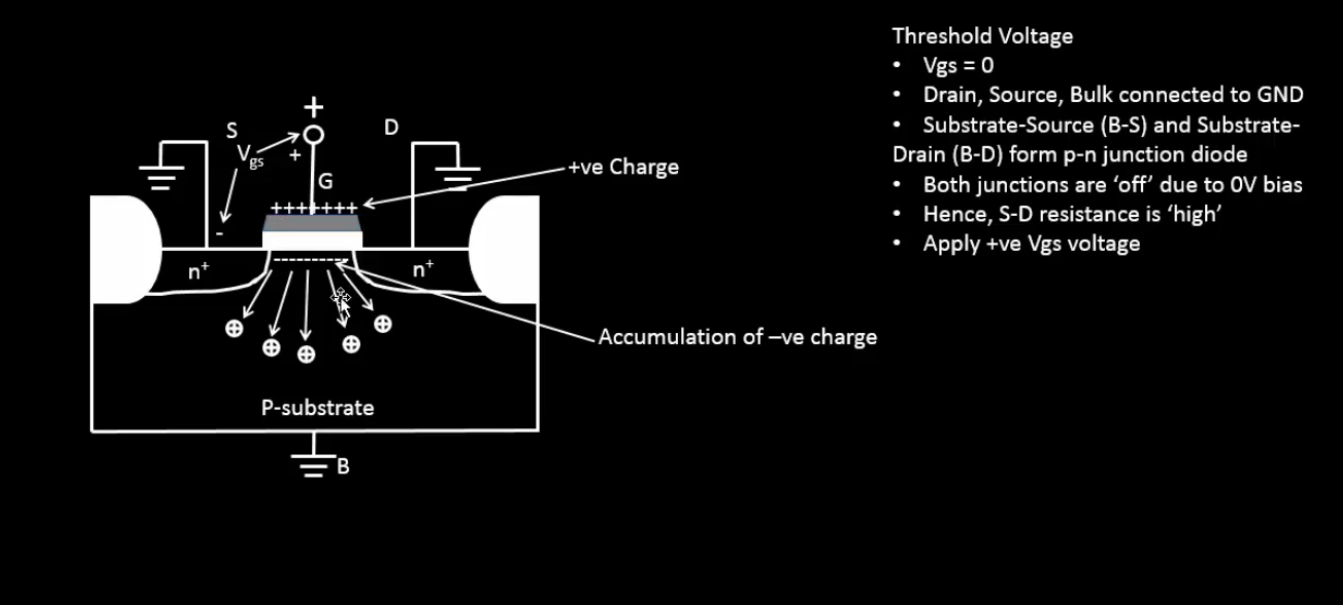 Threshold Voltage
• Vgs = 0
• Drain, Source, Bulk connected to GND
• Substrate-Source (B-S) and Substrate-
Drain (B-D) form p-n junction diode
• Both junctions are ‘off’ due to 0V bias
• Hence, S-D resistance is ‘high’
• Apply +ve Vgs voltage
+
S
D
Vgs
+
G
+ve Charge
+++++++
-
n+
n+
Accumulation of –ve charge
P-substrate
B